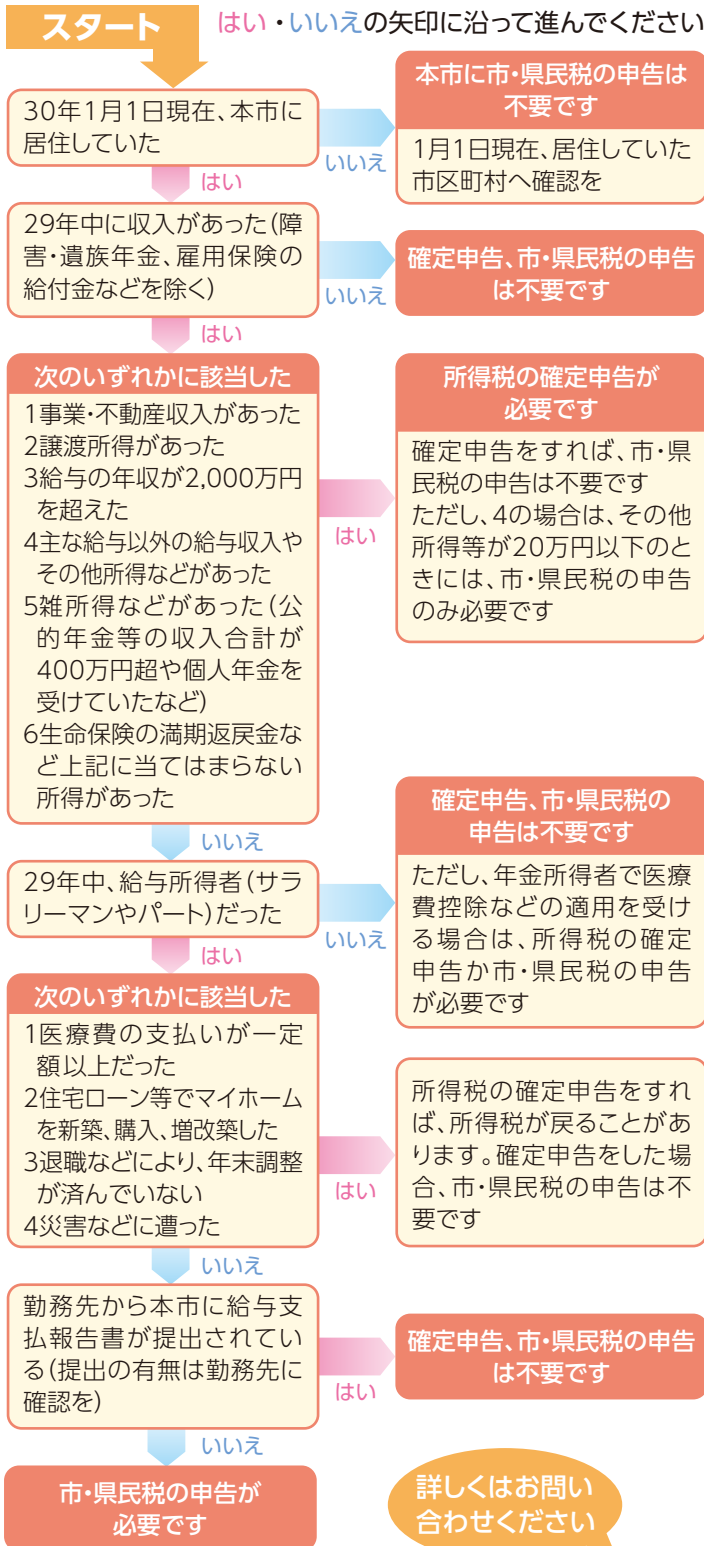 スタート
はい・いいえの矢印に沿って進んでください
30年1月1日現在、本市に
居住していた
いいえ
本市に市・県民税の申告は
不要です
1月1日現在、居住していた
市区町村へ確認を
はい
29年中に収入があった（障
害・遺族年金、雇用保険の
給付金などを除く）
いいえ
確定申告、市・県民税の申告
は不要です
はい
次のいずれかに該当した
1事業・不動産収入があった
2譲渡所得があった
3給与の年収が2,000万円
を超えた
4主な給与以外の給与収入や
その他所得などがあった
5雑所得などがあった（公
的年金等の収入合計が
400万円超や個人年金を
受けていたなど）
6生命保険の満期返戻金な
ど上記に当てはまらない
所得があった
はい
所得税の確定申告が
必要です
確定申告をすれば、市・県
民税の申告は不要です
ただし、4の場合は、その他
所得等が20万円以下のと
きには、市・県民税の申告
のみ必要です
いいえ
29年中、給与所得者（サラ
リーマンやパート）だった
いいえ
確定申告、市・県民税の
申告は不要です
ただし、年金所得者で医療
費控除などの適用を受け
る場合は、所得税の確定
申告か市・県民税の申告
が必要です
はい
次のいずれかに該当した
1医療費の支払いが一定
額以上だった
2住宅ローン等でマイホーム
を新築、購入、増改築した
3退職などにより、年末調整
が済んでいない
4災害などに遭った
はい
所得税の確定申告をすれ
ば、所得税が戻ることがあ
ります。確定申告をした場
合、市・県民税の申告は不
要です
いいえ
勤務先から本市に給与支
払報告書が提出されてい
る（提出の有無は勤務先に
確認を）
はい
確定申告、市・県民税の申告
は不要です
いいえ
市・県民税の申告が
必要です
詳しくはお問い
合わせください